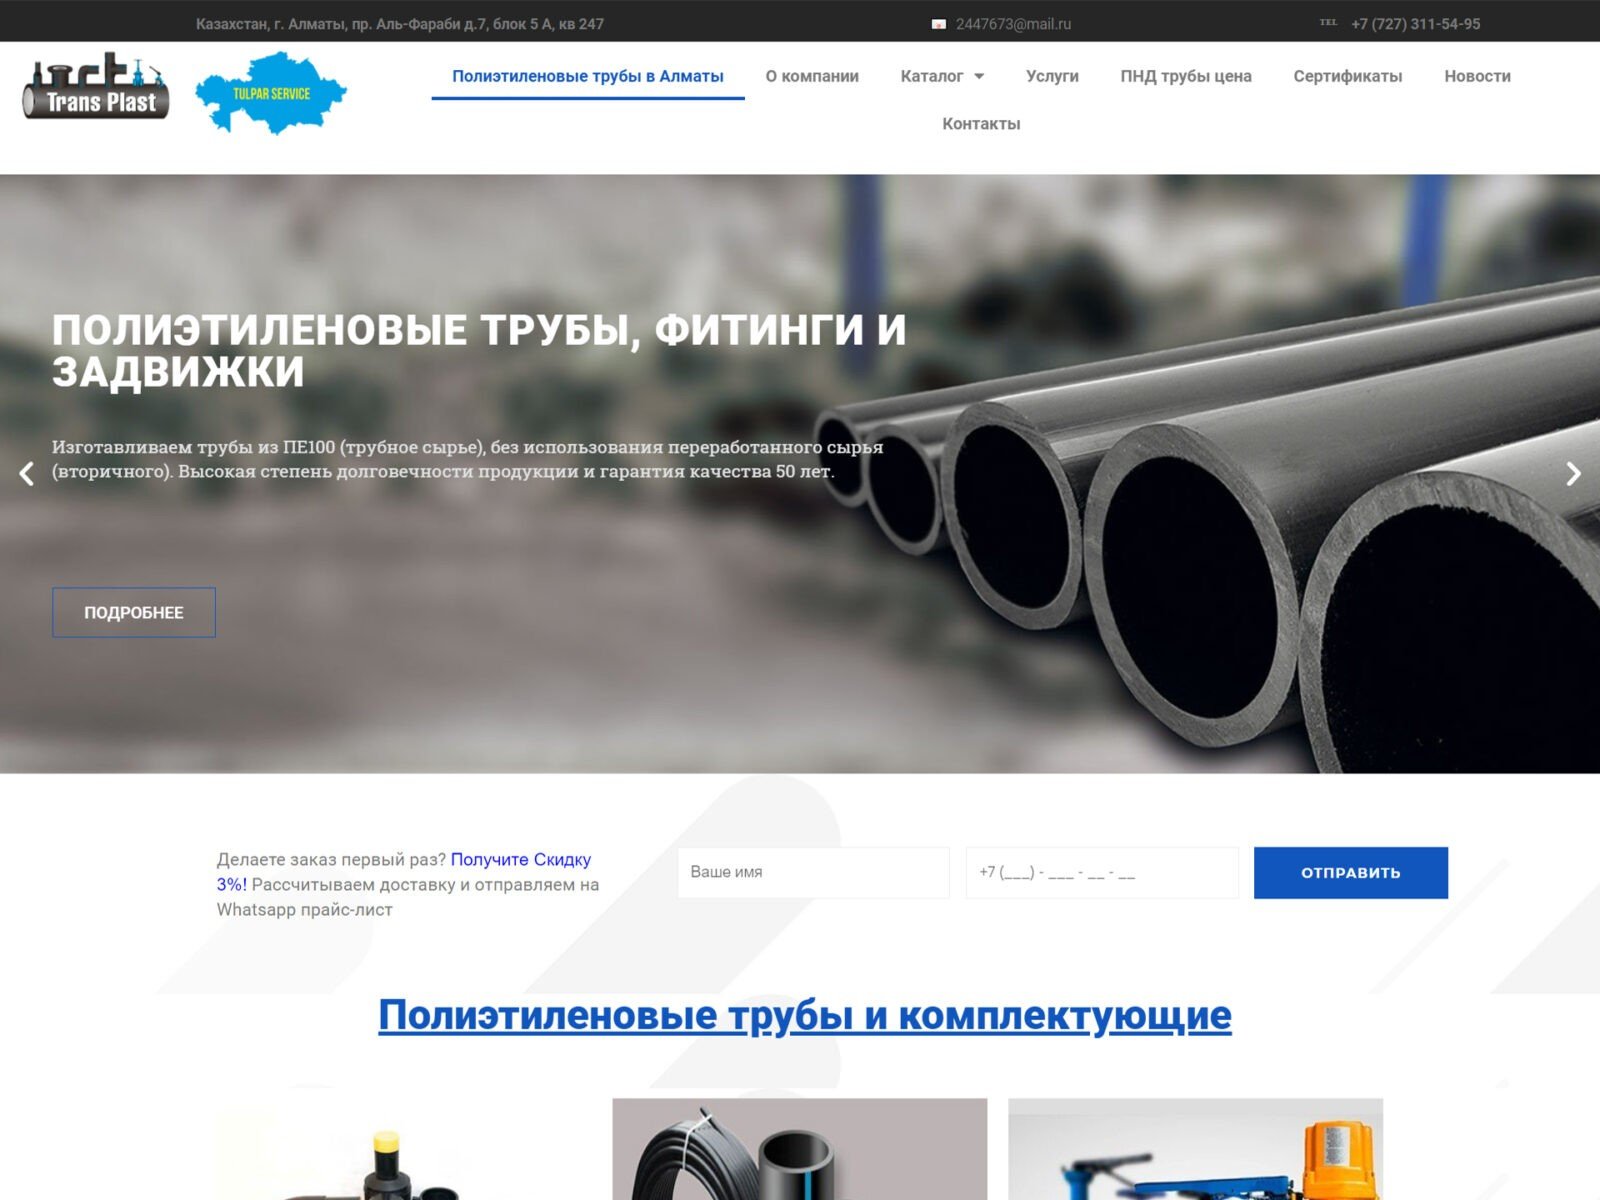 Казахстан, г. Алматы, пр. Аль-Фараби д.7, блок 5 А, кв 247
2447673@mail.ru
TEL +7 (727) 311-54-95
Trans Plast
TULPAR SERVICE
Полиэтиленовые трубы в Алматы
О компании
Каталог
Услуги
ПНД трубы цена
Сертификаты
Новости
Контакты
ПОЛИЭТИЛЕНОВЫЕ ТРУБЫ, ФИТИНГИ И
ЗАДВИЖКИ
Изготавливаем трубы из ПЕ100 (трубное сырье), без использования переработанного сырья
(вторичного). Высокая степень долговечности продукции и гарантия качества 50 лет.
ПОДРОБНЕЕ
Делаете заказ первый раз? Получите Скидку
3%! Рассчитываем доставку и отправляем на
Whatsapp прайс-лист
Ваше имя
+7 (___) - ___ - __ - __
ОТПРАВИТЬ
Полиэтиленовые трубы и комплектующие